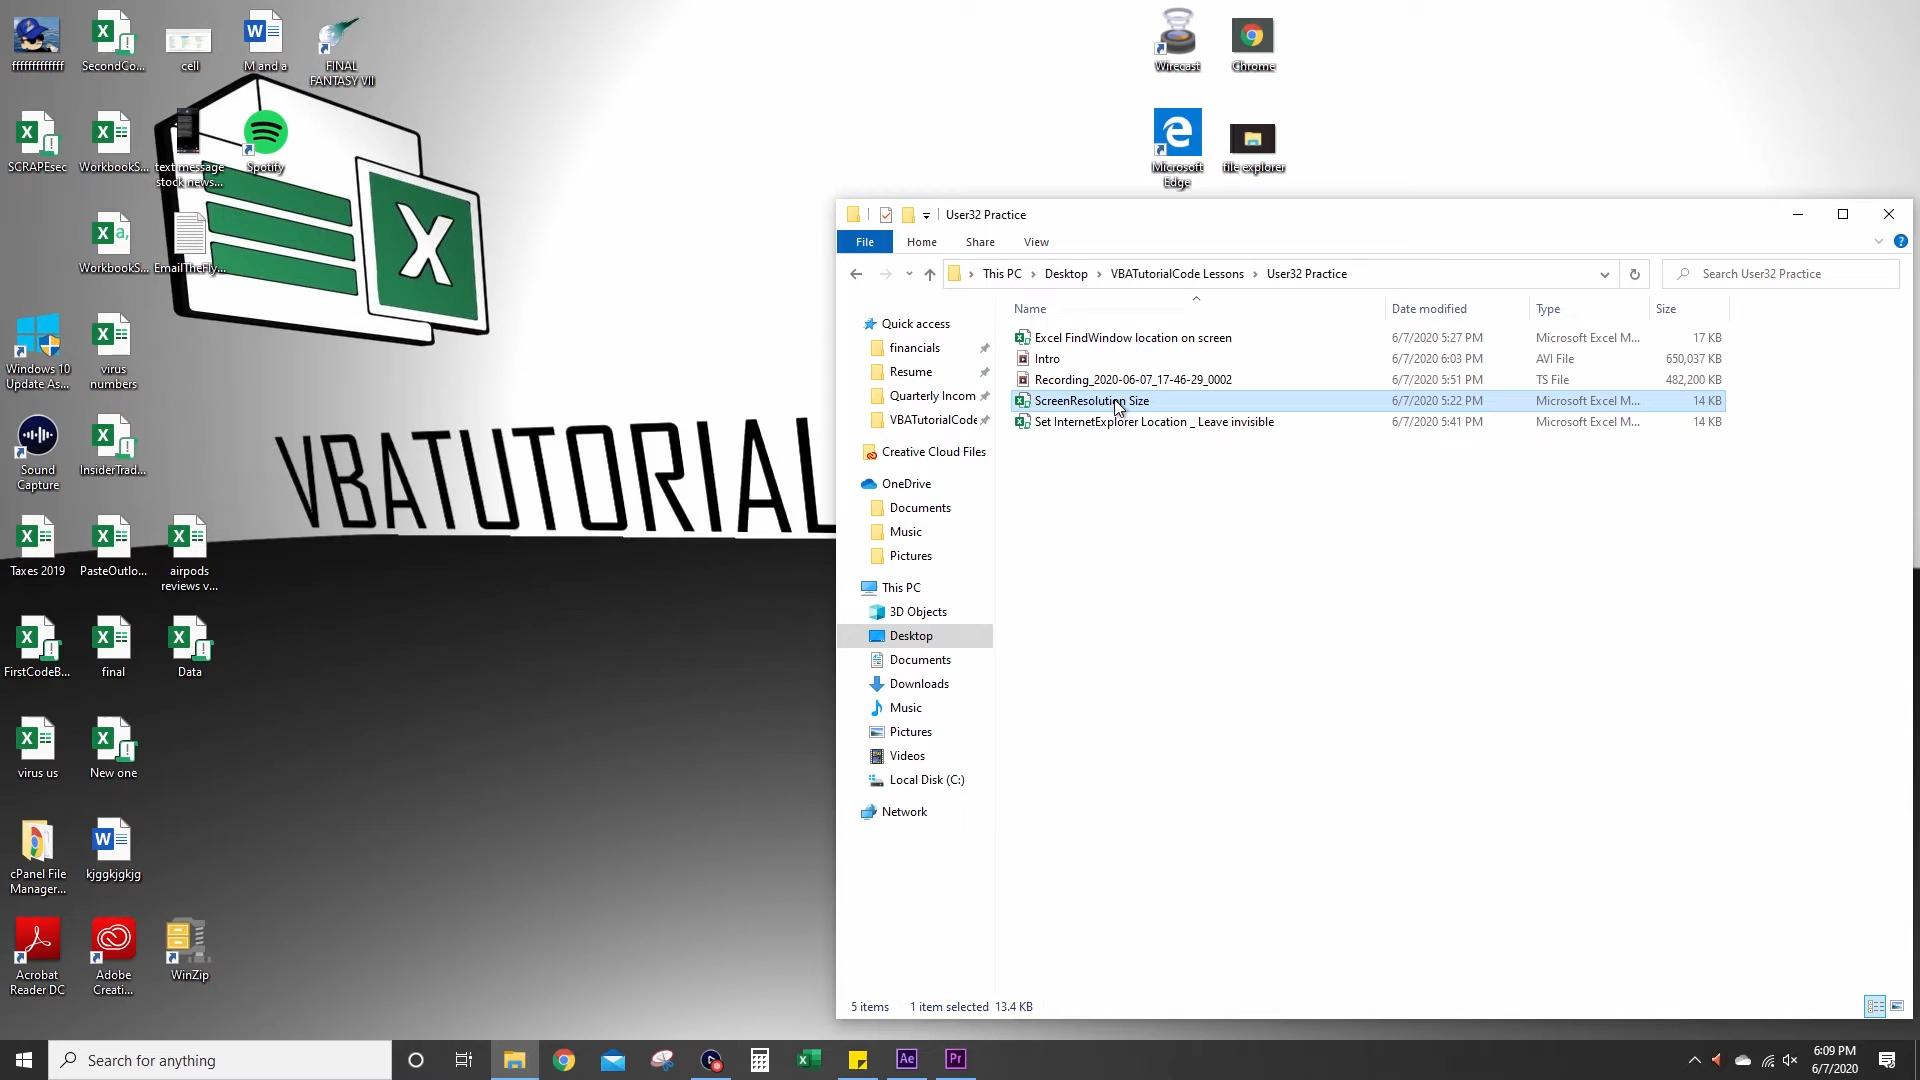 fffffffffffff
SecondCo...
cell
M and a
FINAL
FANTASY VII
SCRAPEsec
WorkbookS...
text message
stock news...
Spotify
WorkbookS...
EmailTheFly...
Windows 10
Update As...
virus
numbers
Sound
Capture
InsiderTrad...
Taxes 2019
PasteOutlo...
airpods
reviews v...
FirstCodeB...
final
Data
virus us
New one
cPanel File
Manager...
kjggkjgkjg
Acrobat
Reader DC
Adobe
Creati...
WinZip
X
VBATUTORIAL
Wirecast
Chrome
Microsoft
Edge
file explorer
User32 Practice
File
Home
Share
View
This PC > Desktop > VBATutorialCode Lessons > User32 Practice
Search User32 Practice
Name
Date modified
Type
Size
Excel FindWindow location on screen 6/7/2020 5:27 PM Microsoft Excel M... 17 KB
Intro 6/7/2020 6:03 PM AVI File 650,037 KB
Recording_2020-06-07_17-46-29_0002 6/7/2020 5:51 PM TS File 482,200 KB
ScreenResolution Size 6/7/2020 5:22 PM Microsoft Excel M... 14 KB
Set InternetExplorer Location _ Leave invisible 6/7/2020 5:41 PM Microsoft Excel M... 14 KB
Quick access
financials
Resume
Quarterly Incom
VBATutorialCode
Creative Cloud Files
OneDrive
Documents
Music
Pictures
This PC
3D Objects
Desktop
Documents
Downloads
Music
Pictures
Videos
Local Disk (C:)
Network
5 items
1 item selected 13.4 KB
Search for anything
Ae
Pr
6:09 PM
6/7/2020